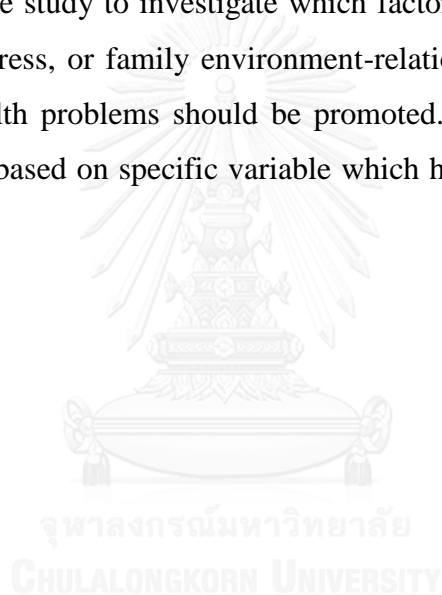 e study to investigate which factor
ress, or family environment-relatio
lth problems should be promoted.
based on specific variable which h
จุฬาลงกรณ์มหาวิทยาลัย
CHULALONGKORN UNIVERSITY